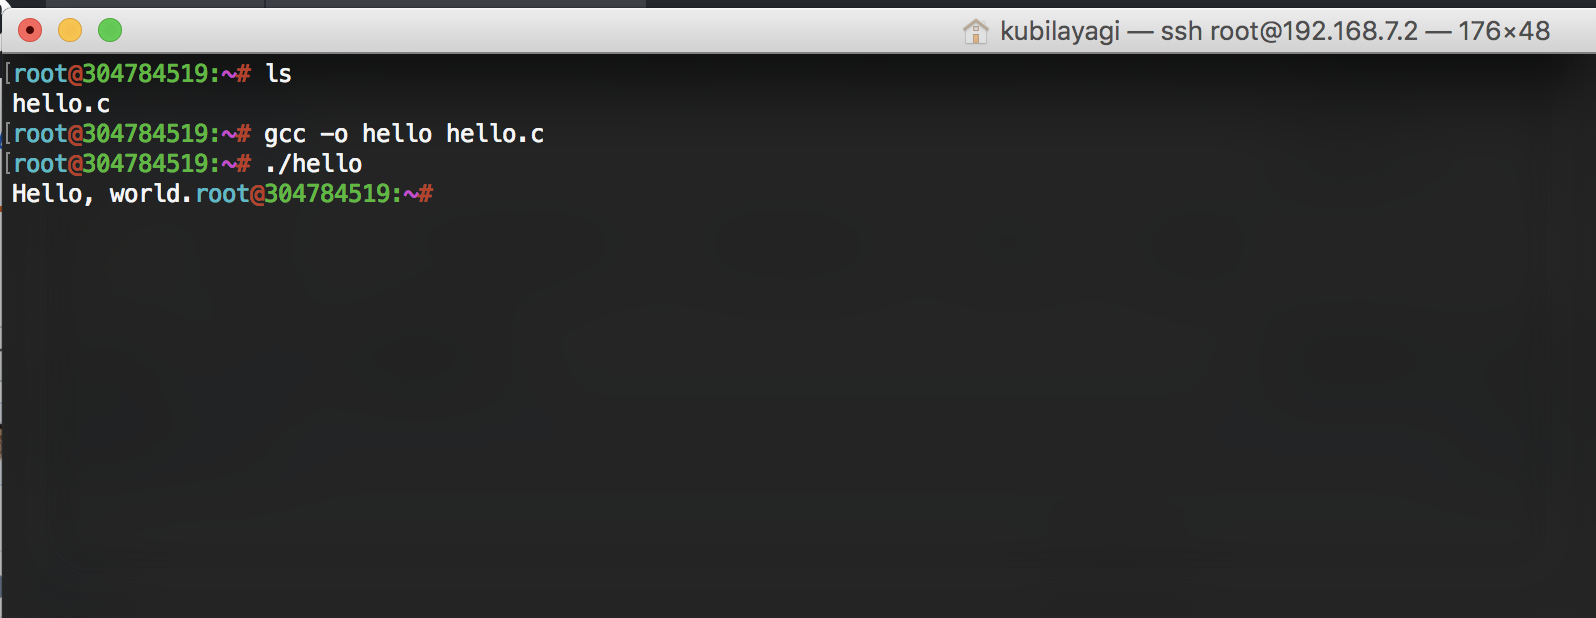 kubilayagi — ssh root@192.168.7.2 — 176×48
[root@304784519:~# ls
hello.c
[root@304784519:~# gcc -o hello hello.c
[root@304784519:~# ./hello
Hello, world.root@304784519:~#